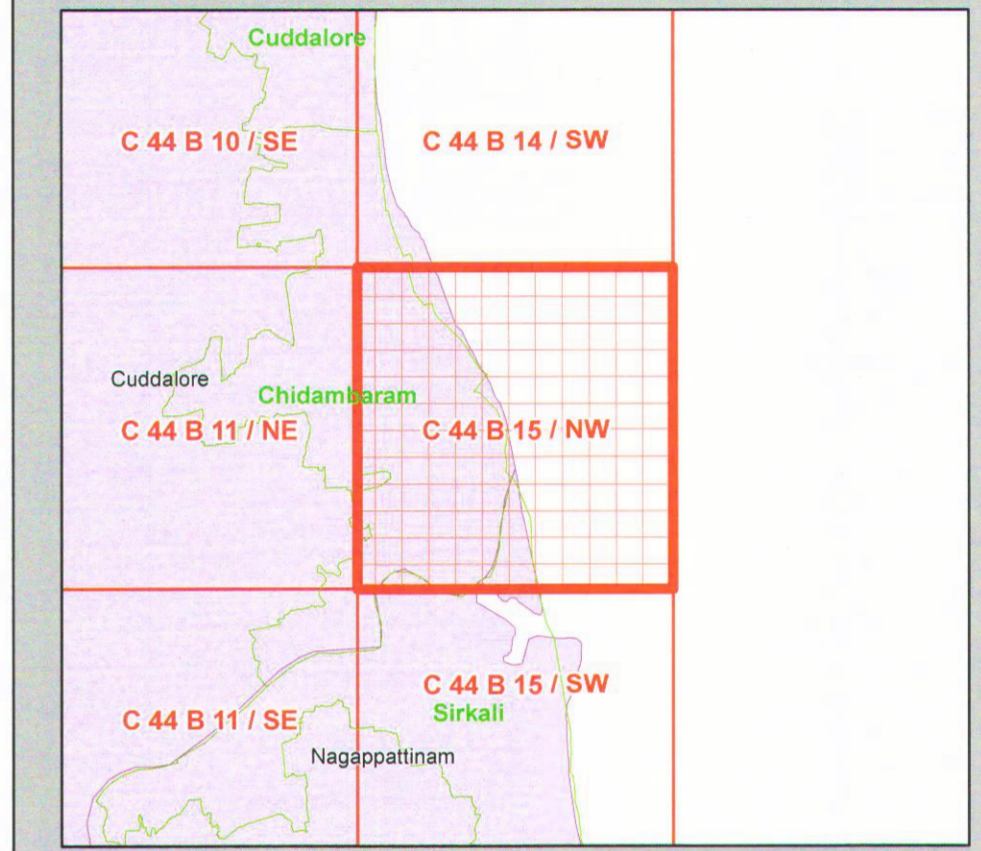 Cuddalore
C 44 B 10 / SE
C 44 B 14 / SW
Cuddalore
Chidambaram
C 44 B 11 / NE
C 44 B 15 / NW
C 44 B 15 / SW
Sirkali
C 44 B 11 / SE
Nagappattinam